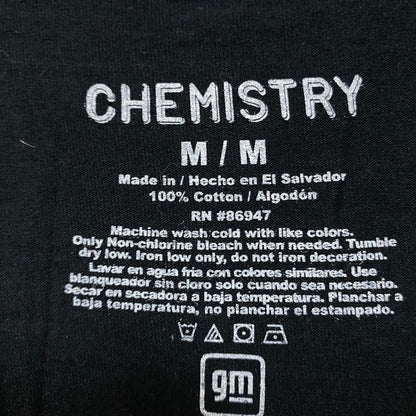 CHEMISTRY
M / M
Made in / Hecho en El Salvador
100% Cotton / Algodón
RN #86947
Machine wash cold with like colors.
Only Non-chlorine bleach when needed. Tumble
dry low. Iron low only, do not iron decoration.
Lavar en agua fria con colores similares. Use
blanqueador sin cloro solo cuando sea necesario.
Secar en secadora a baja temperatura. Planchar a
baja temperatura, no planchar el estampado.
gm